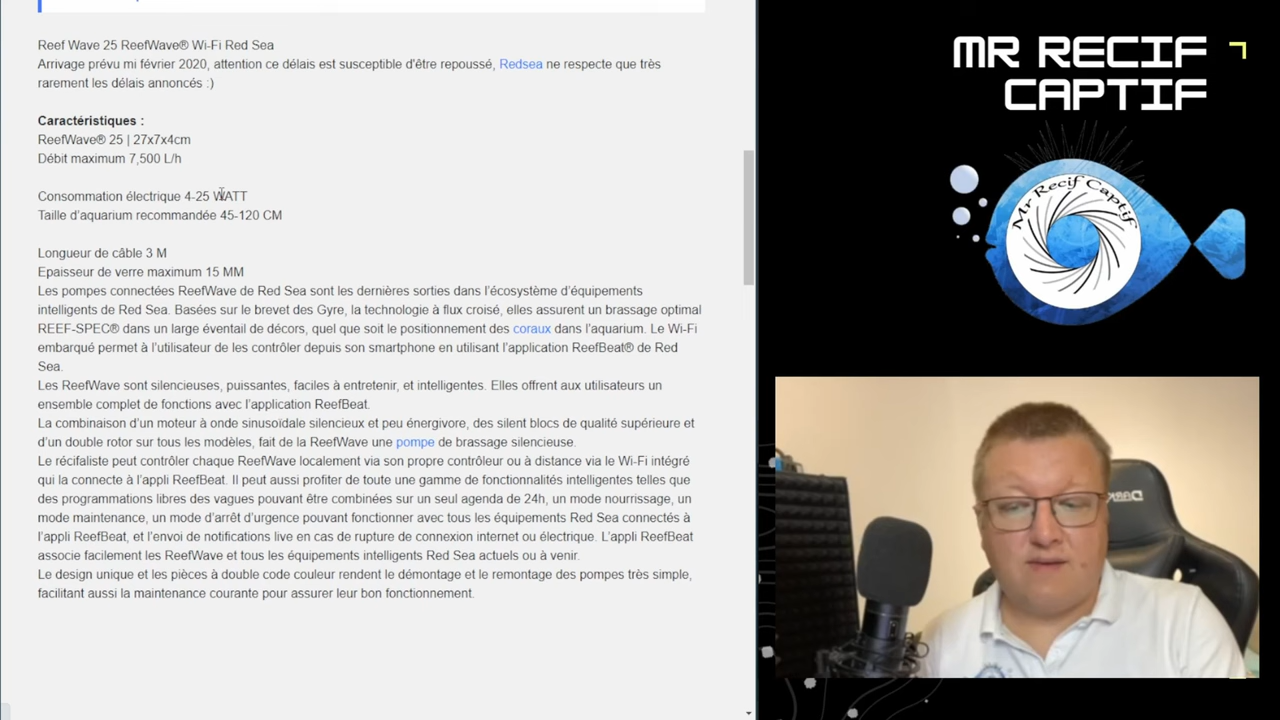 Reef Wave 25 ReefWave® Wi-Fi Red Sea
Arrivage prévu mi février 2020, attention ce délais est susceptible d'être repoussé, Redsea ne respecte que très
rarement les délais annoncés :)
Caractéristiques :
ReefWave® 25 | 27x7x4cm
Débit maximum 7,500 L/h
Consommation électrique 4-25 WATT
Taille d'aquarium recommandée 45-120 CM
Longueur de câble 3 M
Epaisseur de verre maximum 15 MM
Les pompes connectées ReefWave de Red Sea sont les dernières sorties dans l'écosystème d'équipements
intelligents de Red Sea. Basées sur le brevet des Gyre, la technologie à flux croisé, elles assurent un brassage optimal
REEF-SPEC® dans un large éventail de décors, quel que soit le positionnement des coraux dans l'aquarium. Le Wi-Fi
embarqué permet à l'utilisateur de les contrôler depuis son smartphone en utilisant l'application ReefBeat® de Red
Sea.
Les ReefWave sont silencieuses, puissantes, faciles à entretenir, et intelligentes. Elles offrent aux utilisateurs un
ensemble complet de fonctions avec l'application ReefBeat.
La combinaison d'un moteur à onde sinusoïdale silencieux et peu énergivore, des silent blocs de qualité supérieure et
d'un double rotor sur tous les modèles, fait de la ReefWave une pompe de brassage silencieuse.
Le récifaliste peut contrôler chaque ReefWave localement via son propre contrôleur ou à distance via le Wi-Fi intégré
qui la connecte à l'appli ReefBeat. Il peut aussi profiter de toute une gamme de fonctionnalités intelligentes telles que
des programmations libres des vagues pouvant être combinées sur un seul agenda de 24h, un mode nourrissage, un
mode maintenance, un mode d'arrêt d'urgence pouvant fonctionner avec tous les équipements Red Sea connectés à
l'appli ReefBeat, et l'envoi de notifications live en cas de rupture de connexion internet ou électrique. L'appli ReefBeat
associe facilement les ReefWave et tous les équipements intelligents Red Sea actuels ou à venir.
Le design unique et les pièces à double code couleur rendent le démontage et le remontage des pompes très simple,
facilitant aussi la maintenance courante pour assurer leur bon fonctionnement.
MR RECIF
CAPTIF
Mr Recif Captif